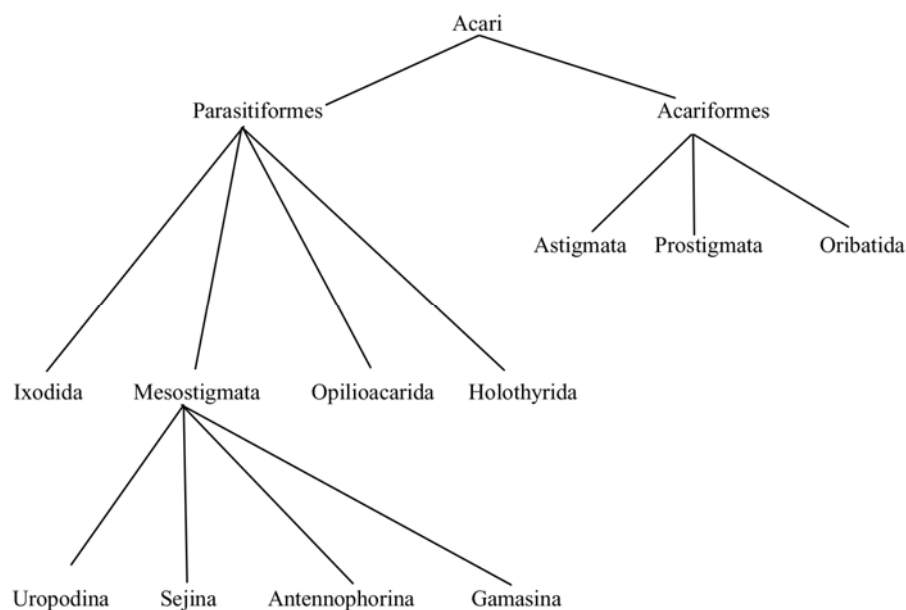 Acari
Parasitiformes Acariformes
Astigmata Prostigmata Oribatida
Ixodida Mesostigmata Opilioacarida Holothyrida
Uropodina Sejina Antennophorina Gamasina